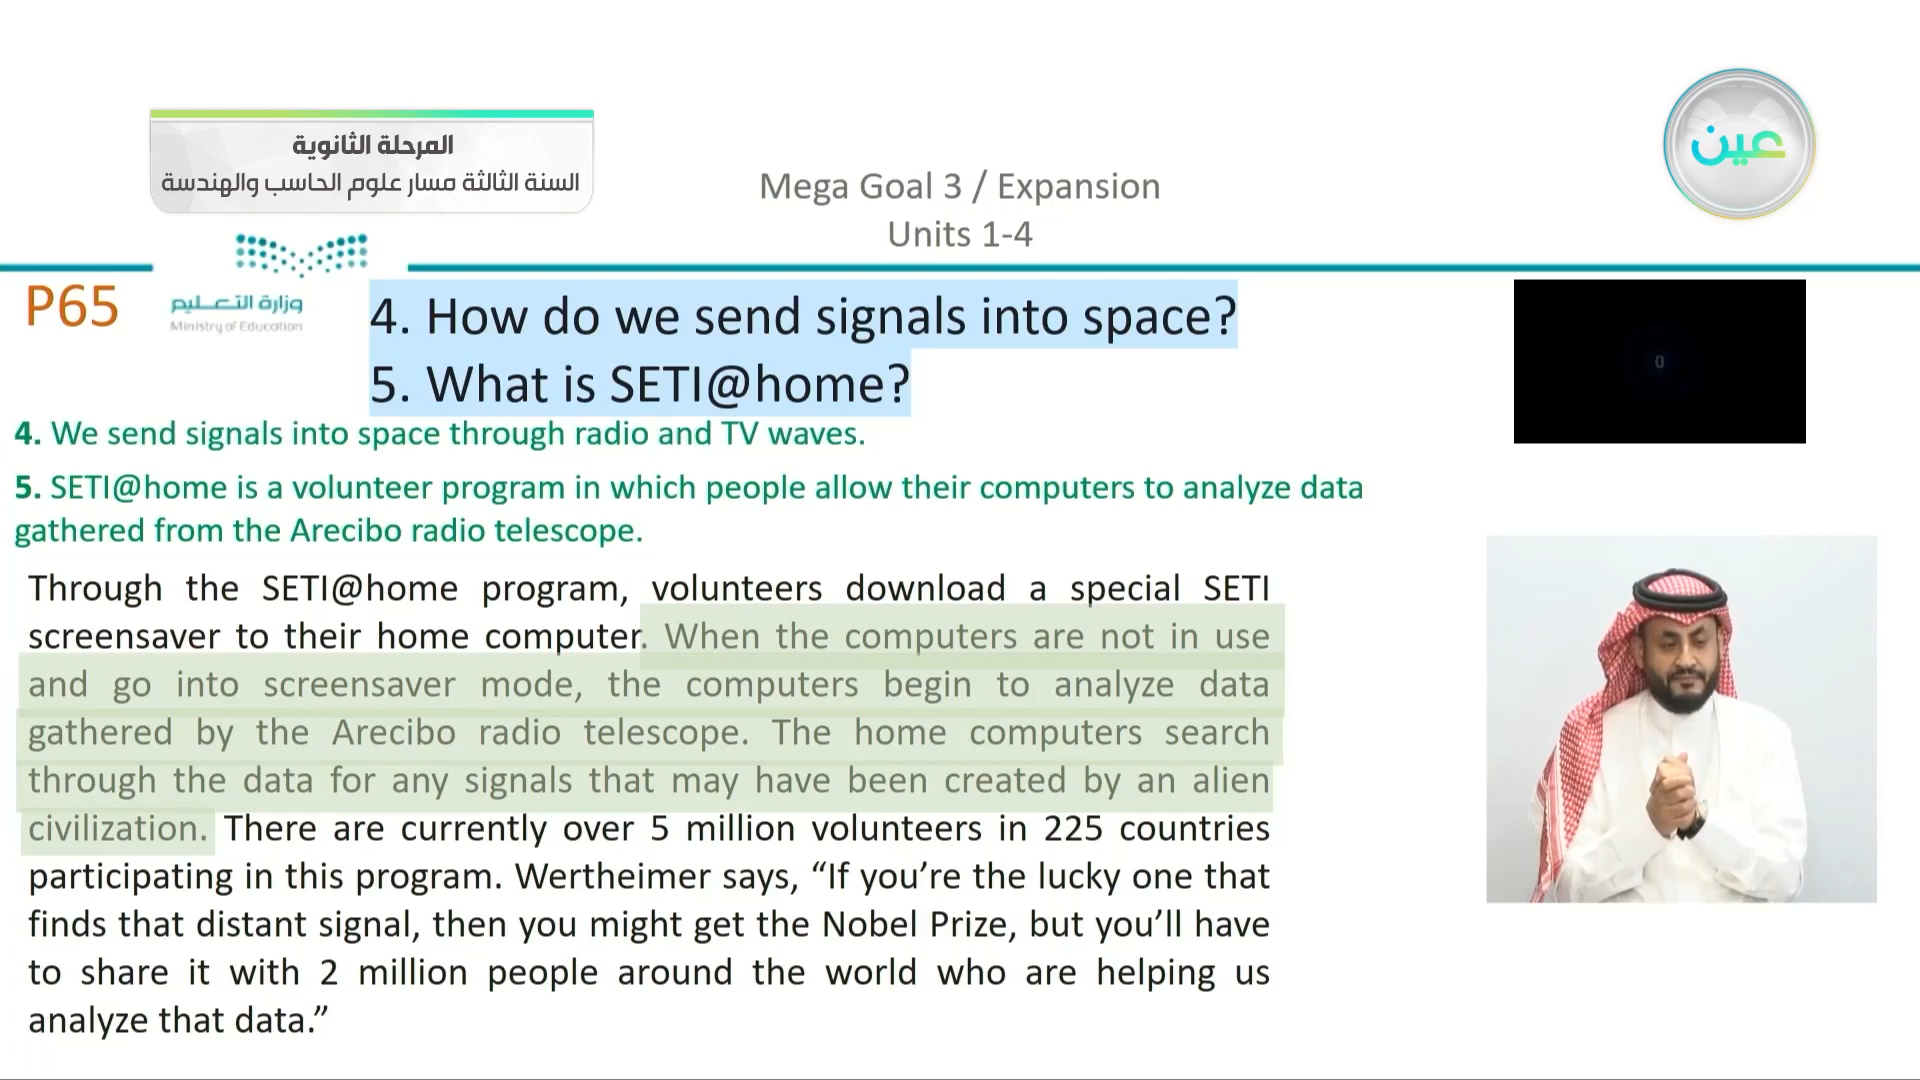 المرحلة الثانوية
السنة الثالثة مسار علوم الحاسب والهندسة
عين
Mega Goal 3 / Expansion
Units 1-4
P65
وزارة التعليم
Ministry of Education
4. How do we send signals into space?
5. What is SETI@home?
0
4. We send signals into space through radio and TV waves.
5. SETI@home is a volunteer program in which people allow their computers to analyze data
gathered from the Arecibo radio telescope.
Through the SETI@home program, volunteers download a special SETI
screensaver to their home computer. When the computers are not in use
and go into screensaver mode, the computers begin to analyze data
gathered by the Arecibo radio telescope. The home computers search
through the data for any signals that may have been created by an alien
civilization. There are currently over 5 million volunteers in 225 countries
participating in this program. Wertheimer says, “If you’re the lucky one that
finds that distant signal, then you might get the Nobel Prize, but you’ll have
to share it with 2 million people around the world who are helping us
analyze that data.”